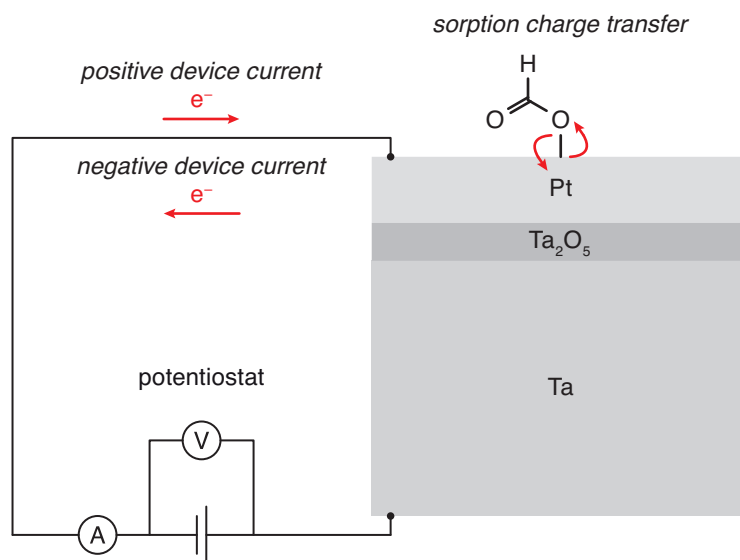 sorption charge transfer
positive device current
e⁻
H
O
O
negative device current
e⁻
Pt
Ta₂O₅
potentiostat
Ta
V
A